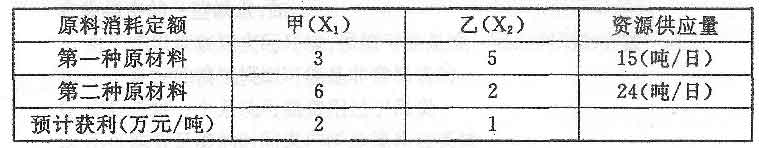 原料消耗定额 甲(X₁) 乙(X₂) 资源供应量
第一种原材料 3 5 15(吨/日)
第二种原材料 6 2 24(吨/日)
预计获利(万元/吨) 2 1